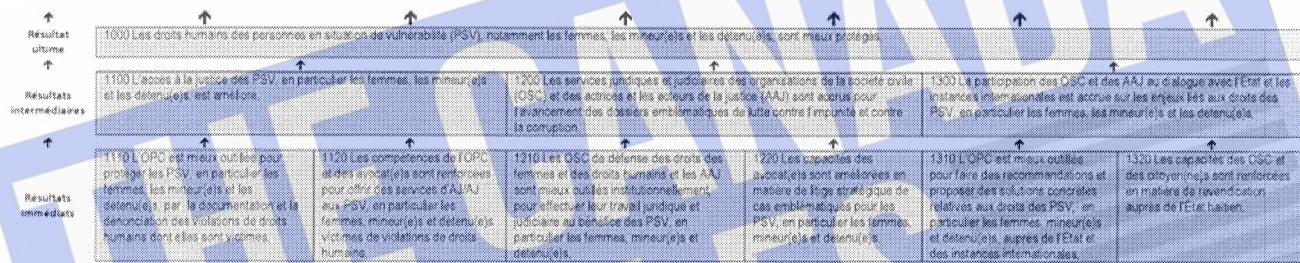 Résultat
ultime
1000 Les droits humains des personnes en situation de vulnérabilité (PSV), notamment les femmes, les mineur(e)s et les détenu(e)s, sont mieux protégés.
Résultats
intermédiaires
1100 L'accès à la justice des PSV, en particulier les femmes, les mineur(e)s
et les détenu(e)s, est amélioré.
1200 Les services juridiques et judiciaires des organisations de la société civile
(OSC) et des actrices et les acteurs de la justice (AAJ) sont accrus pour
l'avancement des dossiers emblématiques de lutte contre l'impunité et contre
la corruption.
1300 La participation des OSC et des AAJ au dialogue avec l'État et les
instances internationales est accrue sur les enjeux liés aux droits des
PSV, en particulier les femmes, les mineur(e)s et les détenu(e)s.
Résultats
immédiats
1110 L'OPC est mieux outillée pour
protéger les PSV, en particulier les
femmes, les mineur(e)s et les
détenu(e)s, par la documentation et la
dénonciation des violations de droits
humains dont elles sont victimes.
1120 Les compétences de l'OPC
et des avocat(e)s sont renforcées
pour offrir des services d'AJ/AJ
aux PSV, en particulier les
femmes, mineur(e)s et détenu(e)s
victimes de violations de droits
humains.
1210 Les OSC de défense des droits des
femmes et des droits humains et les AAJ
sont mieux outillés institutionnellement
pour effectuer leur travail juridique et
judiciaire au bénéfice des PSV, en
particulier les femmes, mineur(e)s et
détenu(e)s.
1220 Les capacités des
avocat(e)s sont améliorées en
matière de litige stratégique de
cas emblématiques pour les
PSV, en particulier les femmes,
mineur(e)s et détenu(e)s.
1310 L'OPC est mieux outillée
pour faire des recommandations et
proposer des solutions concrètes
relatives aux droits des PSV, en
particulier les femmes, mineur(e)s
et détenu(e)s, auprès de l'État et
des instances internationales.
1320 Les capacités des OSC et
des citoyen(ne)s sont renforcées
en matière de revendication
auprès de l'État haïtien.
THE CANADA